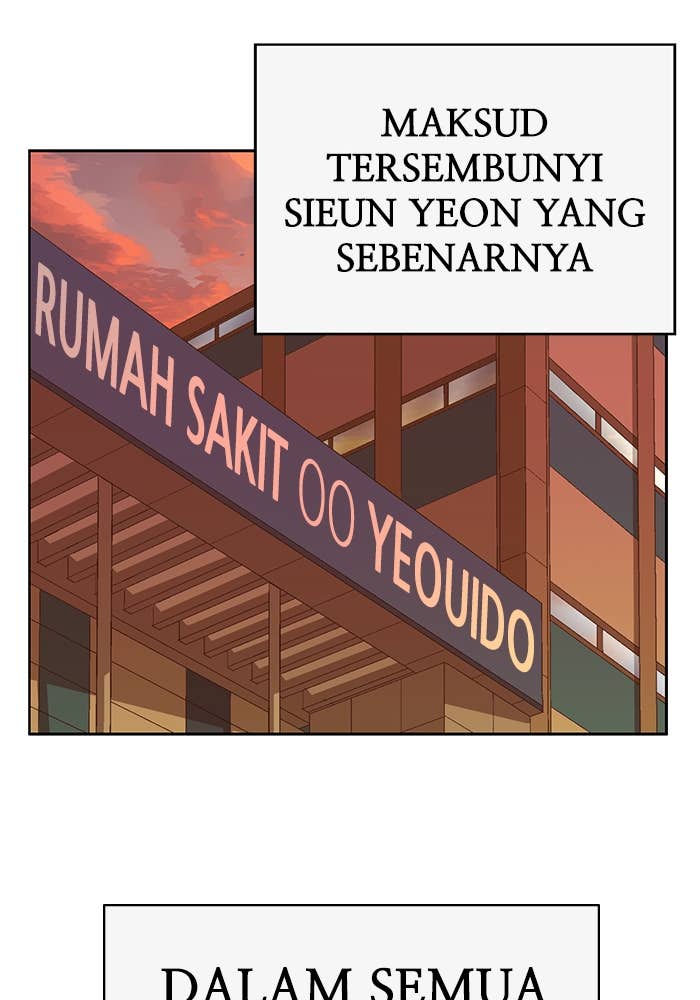 MAKSUD
TERSEMBUNYI
SIEUN YEON YANG
SEBENARNYA
RUMAH SAKIT OO YEOUIDO
DALAM SEMUA